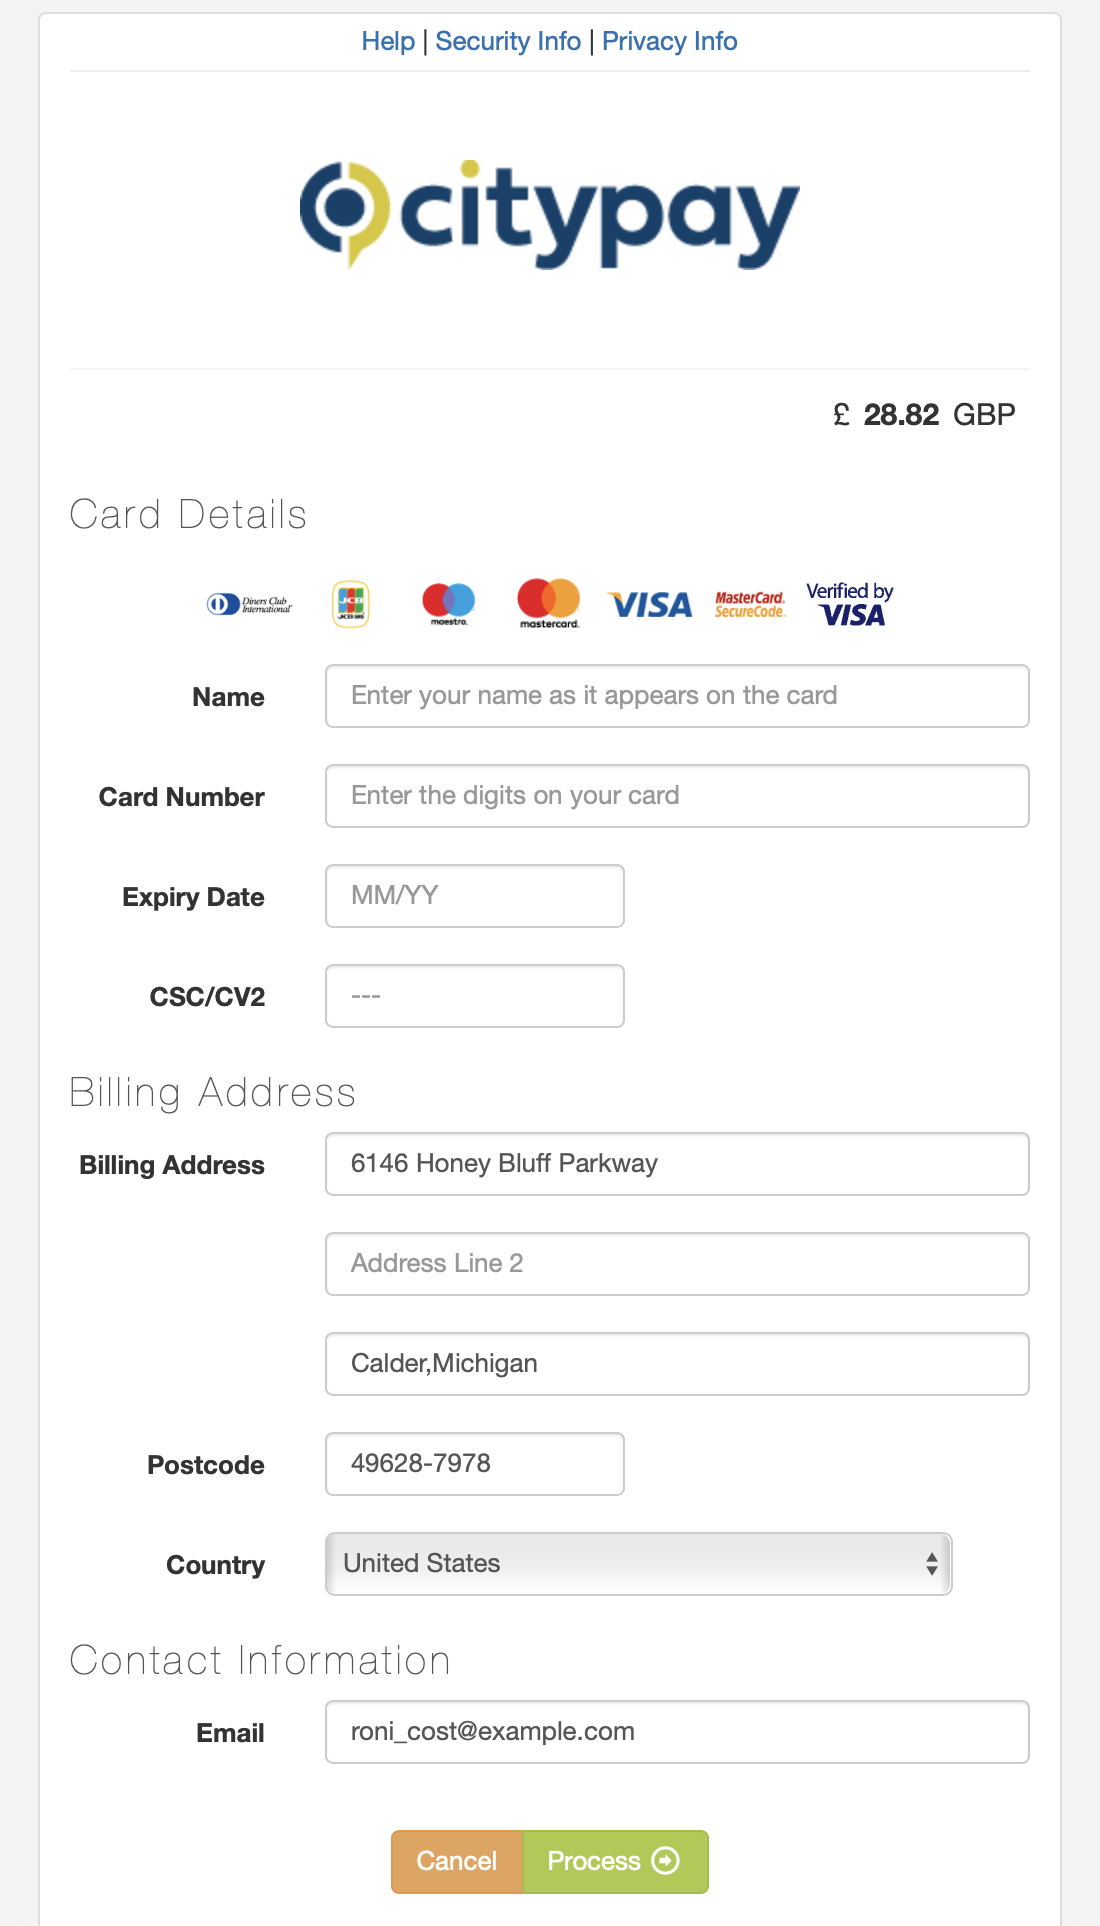 Help | Security Info | Privacy Info
citypay
£ 28.82 GBP
Card Details
Diners Club International
JCB
maestro.
mastercard.
VISA
MasterCard. SecureCode.
Verified by VISA
Name
Enter your name as it appears on the card
Card Number
Enter the digits on your card
Expiry Date
MM/YY
CSC/CV2
---
Billing Address
Billing Address
6146 Honey Bluff Parkway
Address Line 2
Calder,Michigan
Postcode
49628-7978
Country
United States
Contact Information
Email
roni_cost@example.com
Cancel
Process